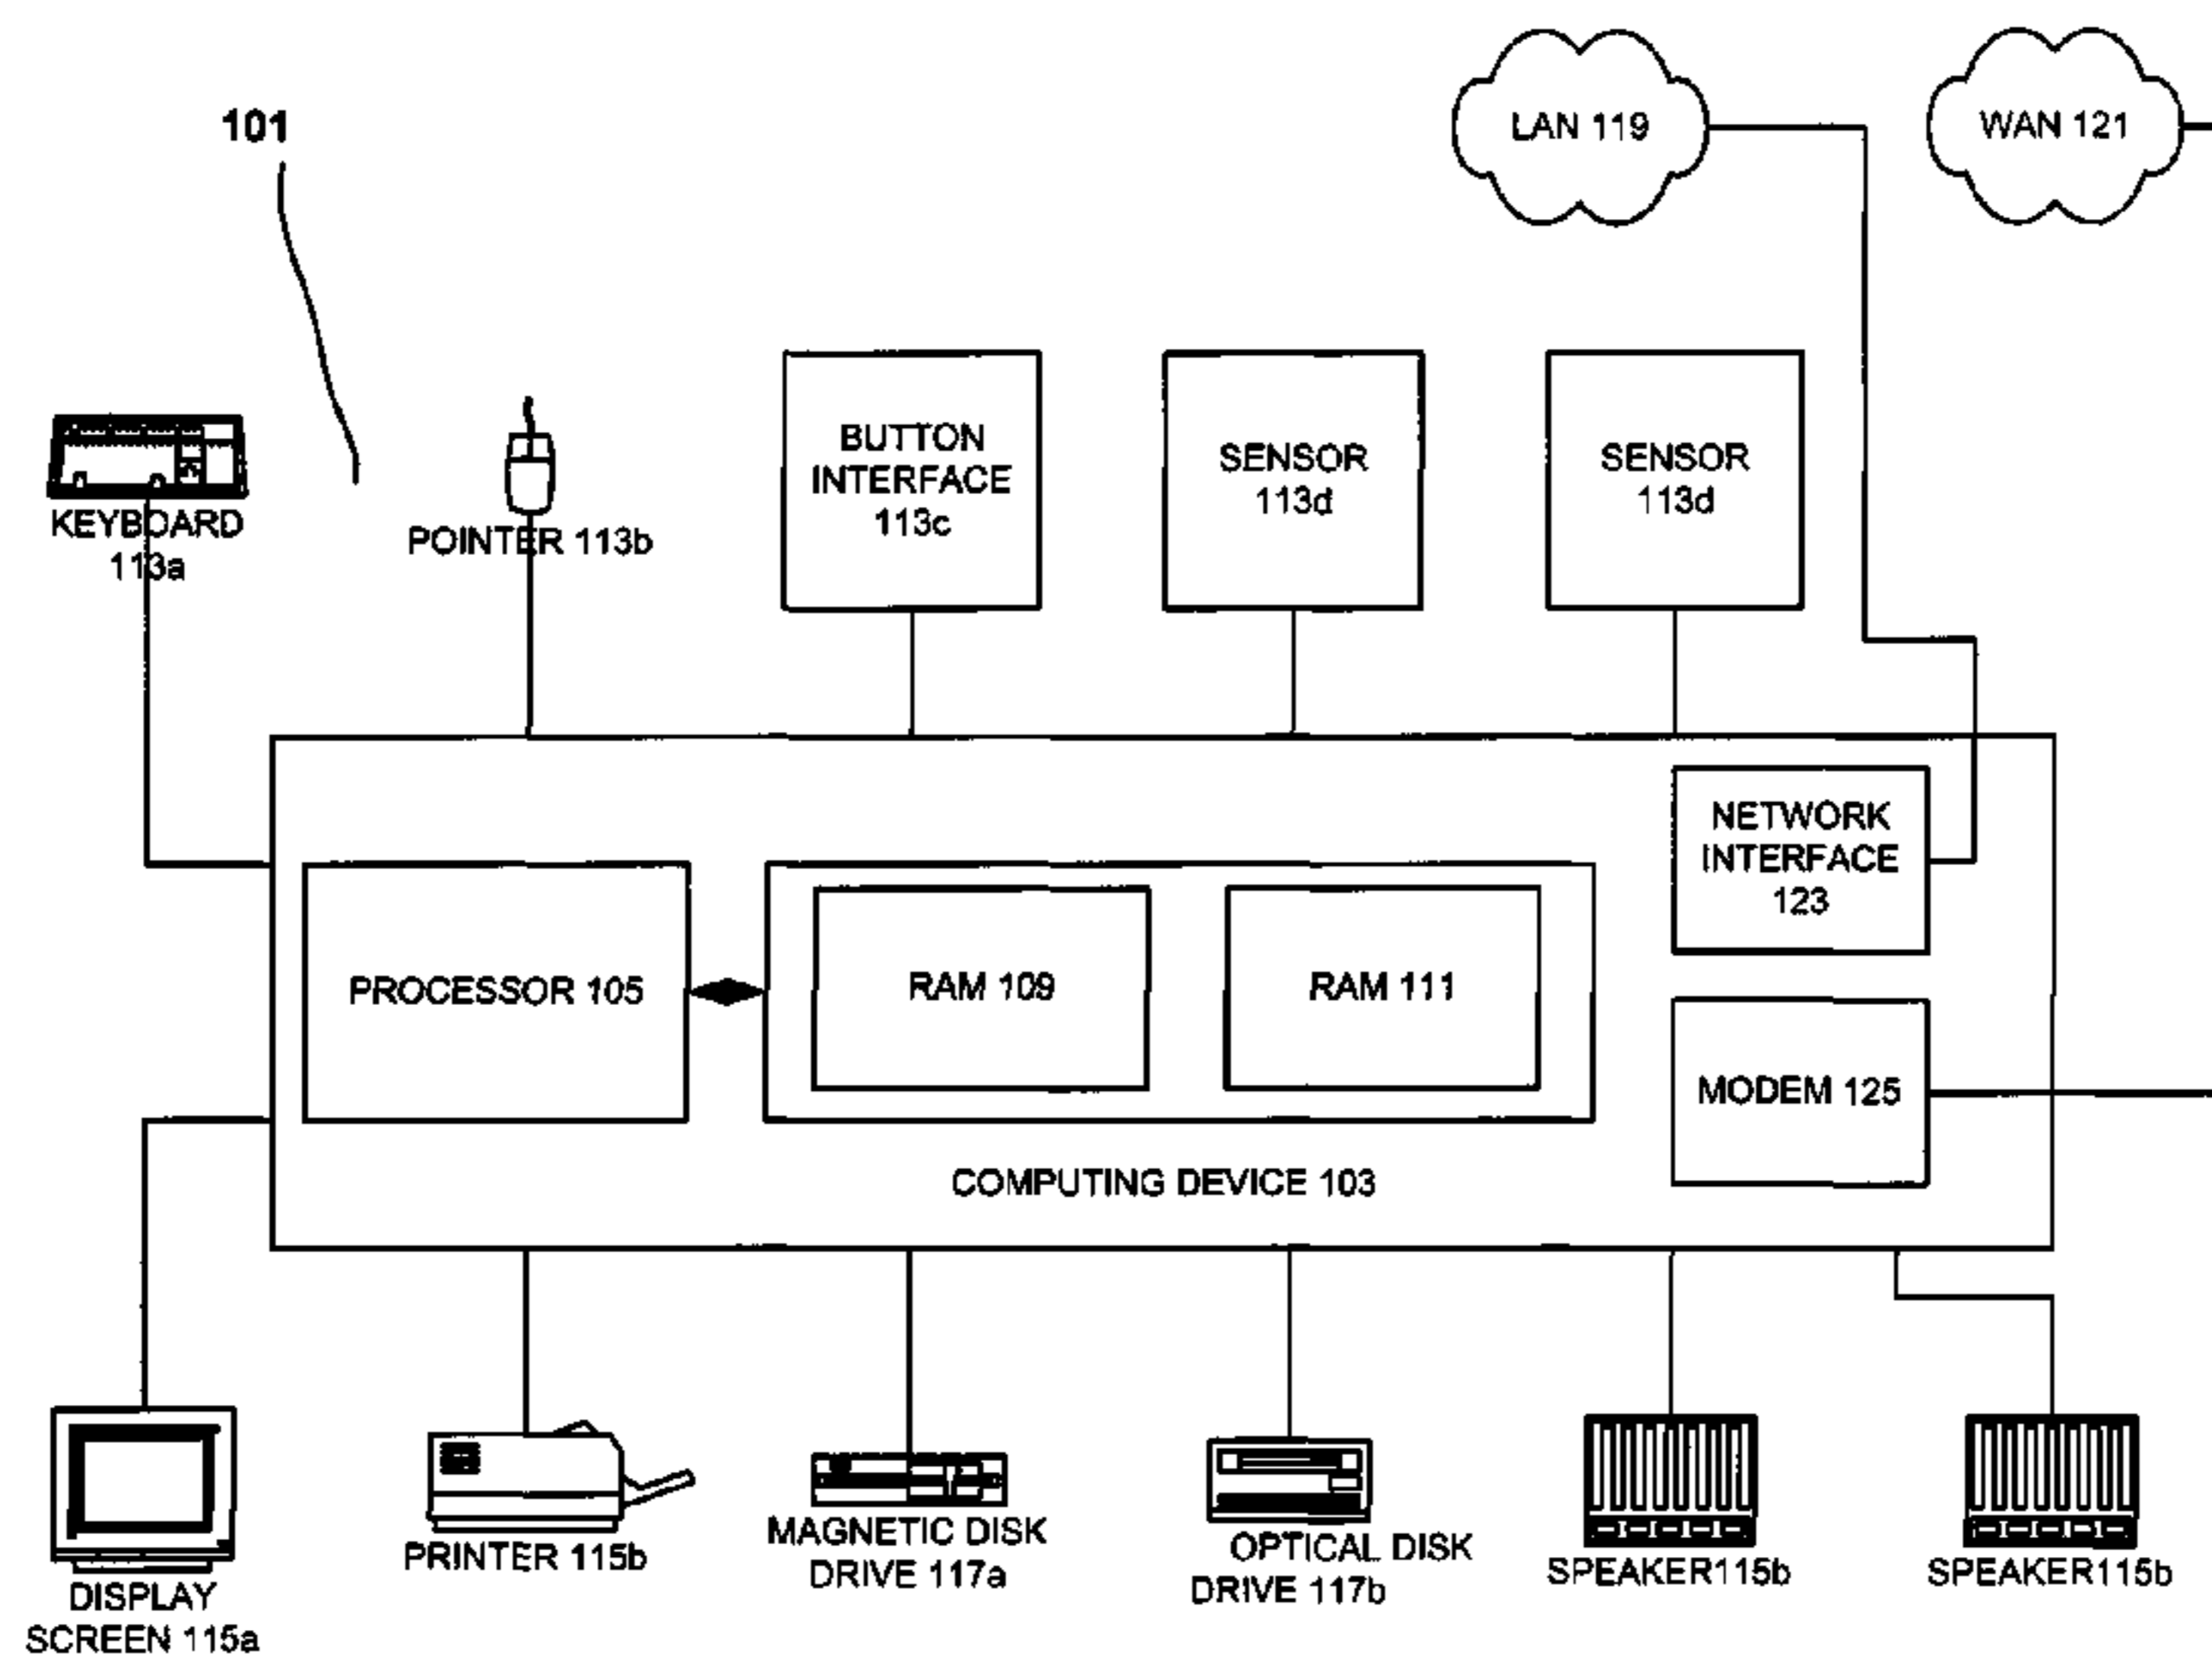 LAN 119
WAN 121
101
KEYBOARD
113a
POINTER 113b
BUTTON
INTERFACE
113c
SENSOR
113d
SENSOR
113d
NETWORK
INTERFACE
123
PROCESSOR 105
RAM 109
RAM 111
MODEM 125
COMPUTING DEVICE 103
DISPLAY
SCREEN 115a
PRINTER 115b
MAGNETIC DISK
DRIVE 117a
OPTICAL DISK
DRIVE 117b
SPEAKER115b
SPEAKER115b